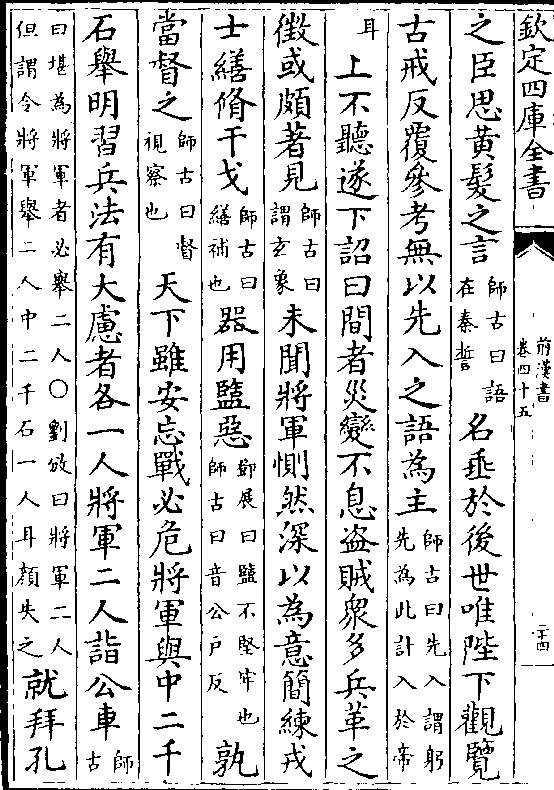 欽定四庫全書
前漢書
卷四十五
二十四
之臣思黃髮之言師古曰語在秦誓名垂於後世唯陛下觀覽
古戒反覆參考無以先入之語為主師古曰先入謂躬先為此計入於帝
耳上不聽遂下詔曰間者災變不息盗賊衆多兵革之
徴或頗著見師古曰謂玄象未聞將軍惻然深以為意簡練戎
士繕脩干戈師古曰繕補也器用盬惡鄧展曰盬不堅牢也師古曰音公戸反孰
當督之師古曰督視察也天下雖安忘戰必危將軍與中二千
石舉明習兵法有大慮者各一人將軍二人詣公車師古
曰堪為將軍者必舉二人○劉攽曰將軍二人但謂令將軍舉二人中二千石一人耳顔失之就拜孔